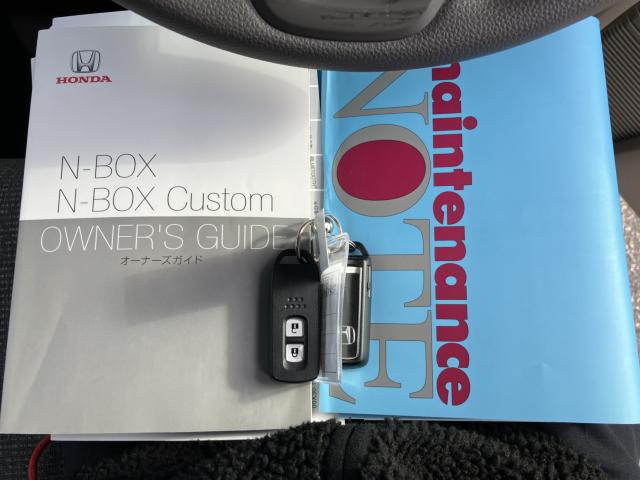 HONDA
N-BOX
N-BOX Custom
OWNER'S GUIDE
オーナーズガイド
maintenance
NOTE